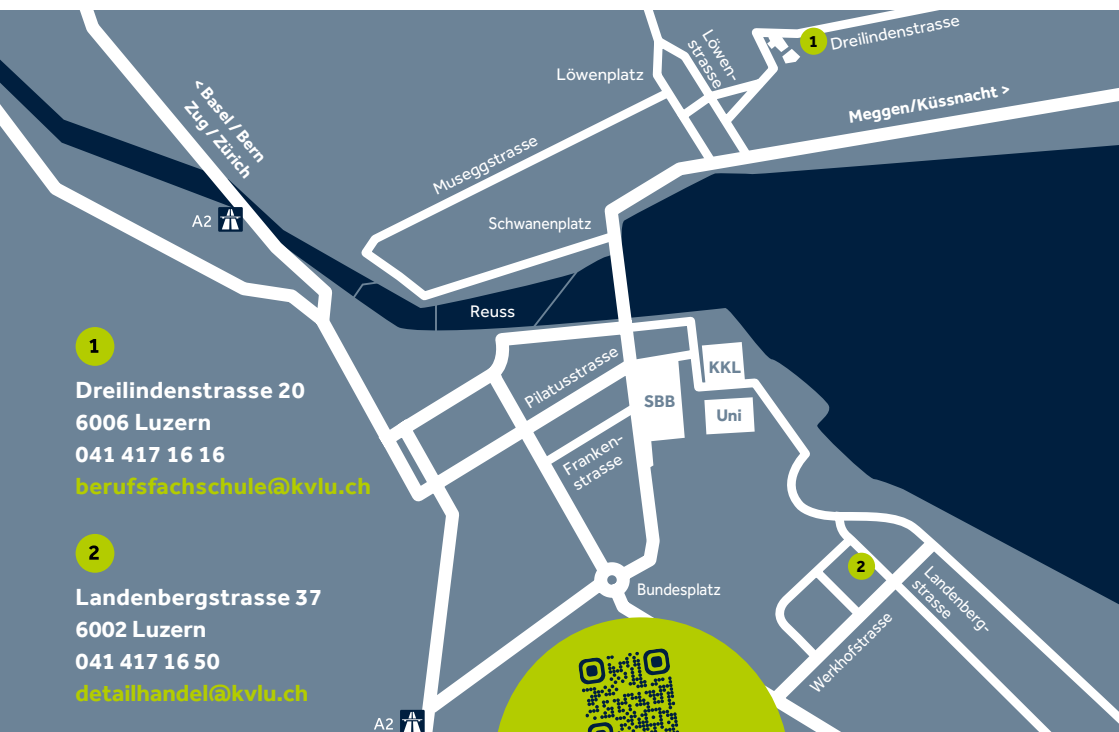 1
Dreilindenstrasse
Löwen-
strasse
Löwenplatz
< Basel / Bern
Zug / Zürich
Meggen/Küssnacht >
Museggstrasse
A2
Schwanenplatz
Reuss
1
Dreilindenstrasse 20
6006 Luzern
041 417 16 16
berufsfachschule@kvlu.ch
Pilatusstrasse
KKL
SBB
Uni
Franken-
strasse
2
Landenbergstrasse 37
6002 Luzern
041 417 16 50
detailhandel@kvlu.ch
2
Bundesplatz
Landenberg-
strasse
Werkhofstrasse
A2